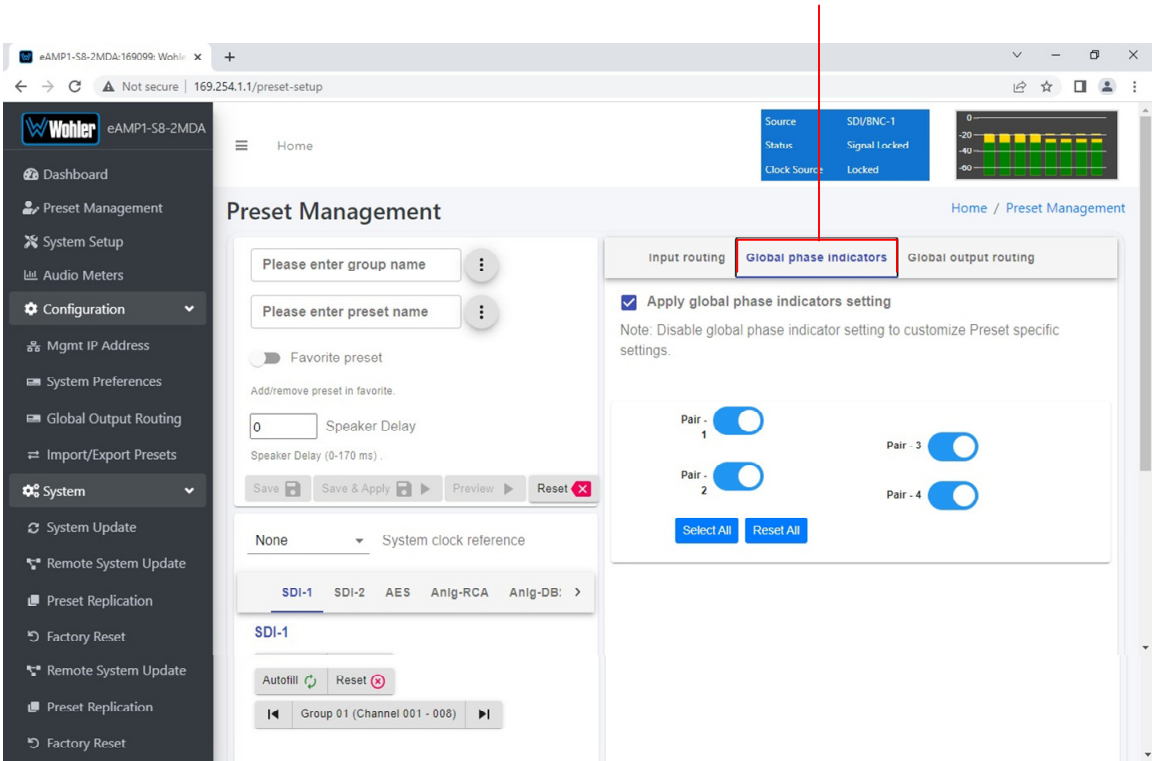 eAMP1-S8-2MDA:169099: Wohle
Not secure 169.254.1.1/preset-setup
Wohler eAMP1-S8-2MDA
Dashboard
Preset Management
System Setup
Audio Meters
Configuration
Mgmt IP Address
System Preferences
Global Output Routing
Import/Export Presets
System
System Update
Remote System Update
Preset Replication
Factory Reset
Remote System Update
Preset Replication
Factory Reset
Home
Source SDI/BNC-1
Status Signal Locked
Clock Source Locked
0
-20
-40
-60
Preset Management
Home / Preset Management
Please enter group name
Please enter preset name
Favorite preset
Add/remove preset in favorite.
0 Speaker Delay
Speaker Delay (0-170 ms) .
Save Save & Apply Preview Reset
None System clock reference
SDI-1 SDI-2 AES Anlg-RCA Anlg-DB:
SDI-1
Autofill Reset
Group 01 (Channel 001 - 008)
Input routing Global phase indicators Global output routing
Apply global phase indicators setting
Note: Disable global phase indicator setting to customize Preset specific
settings.
Pair -
1
Pair - 3
Pair -
2
Pair - 4
Select All Reset All